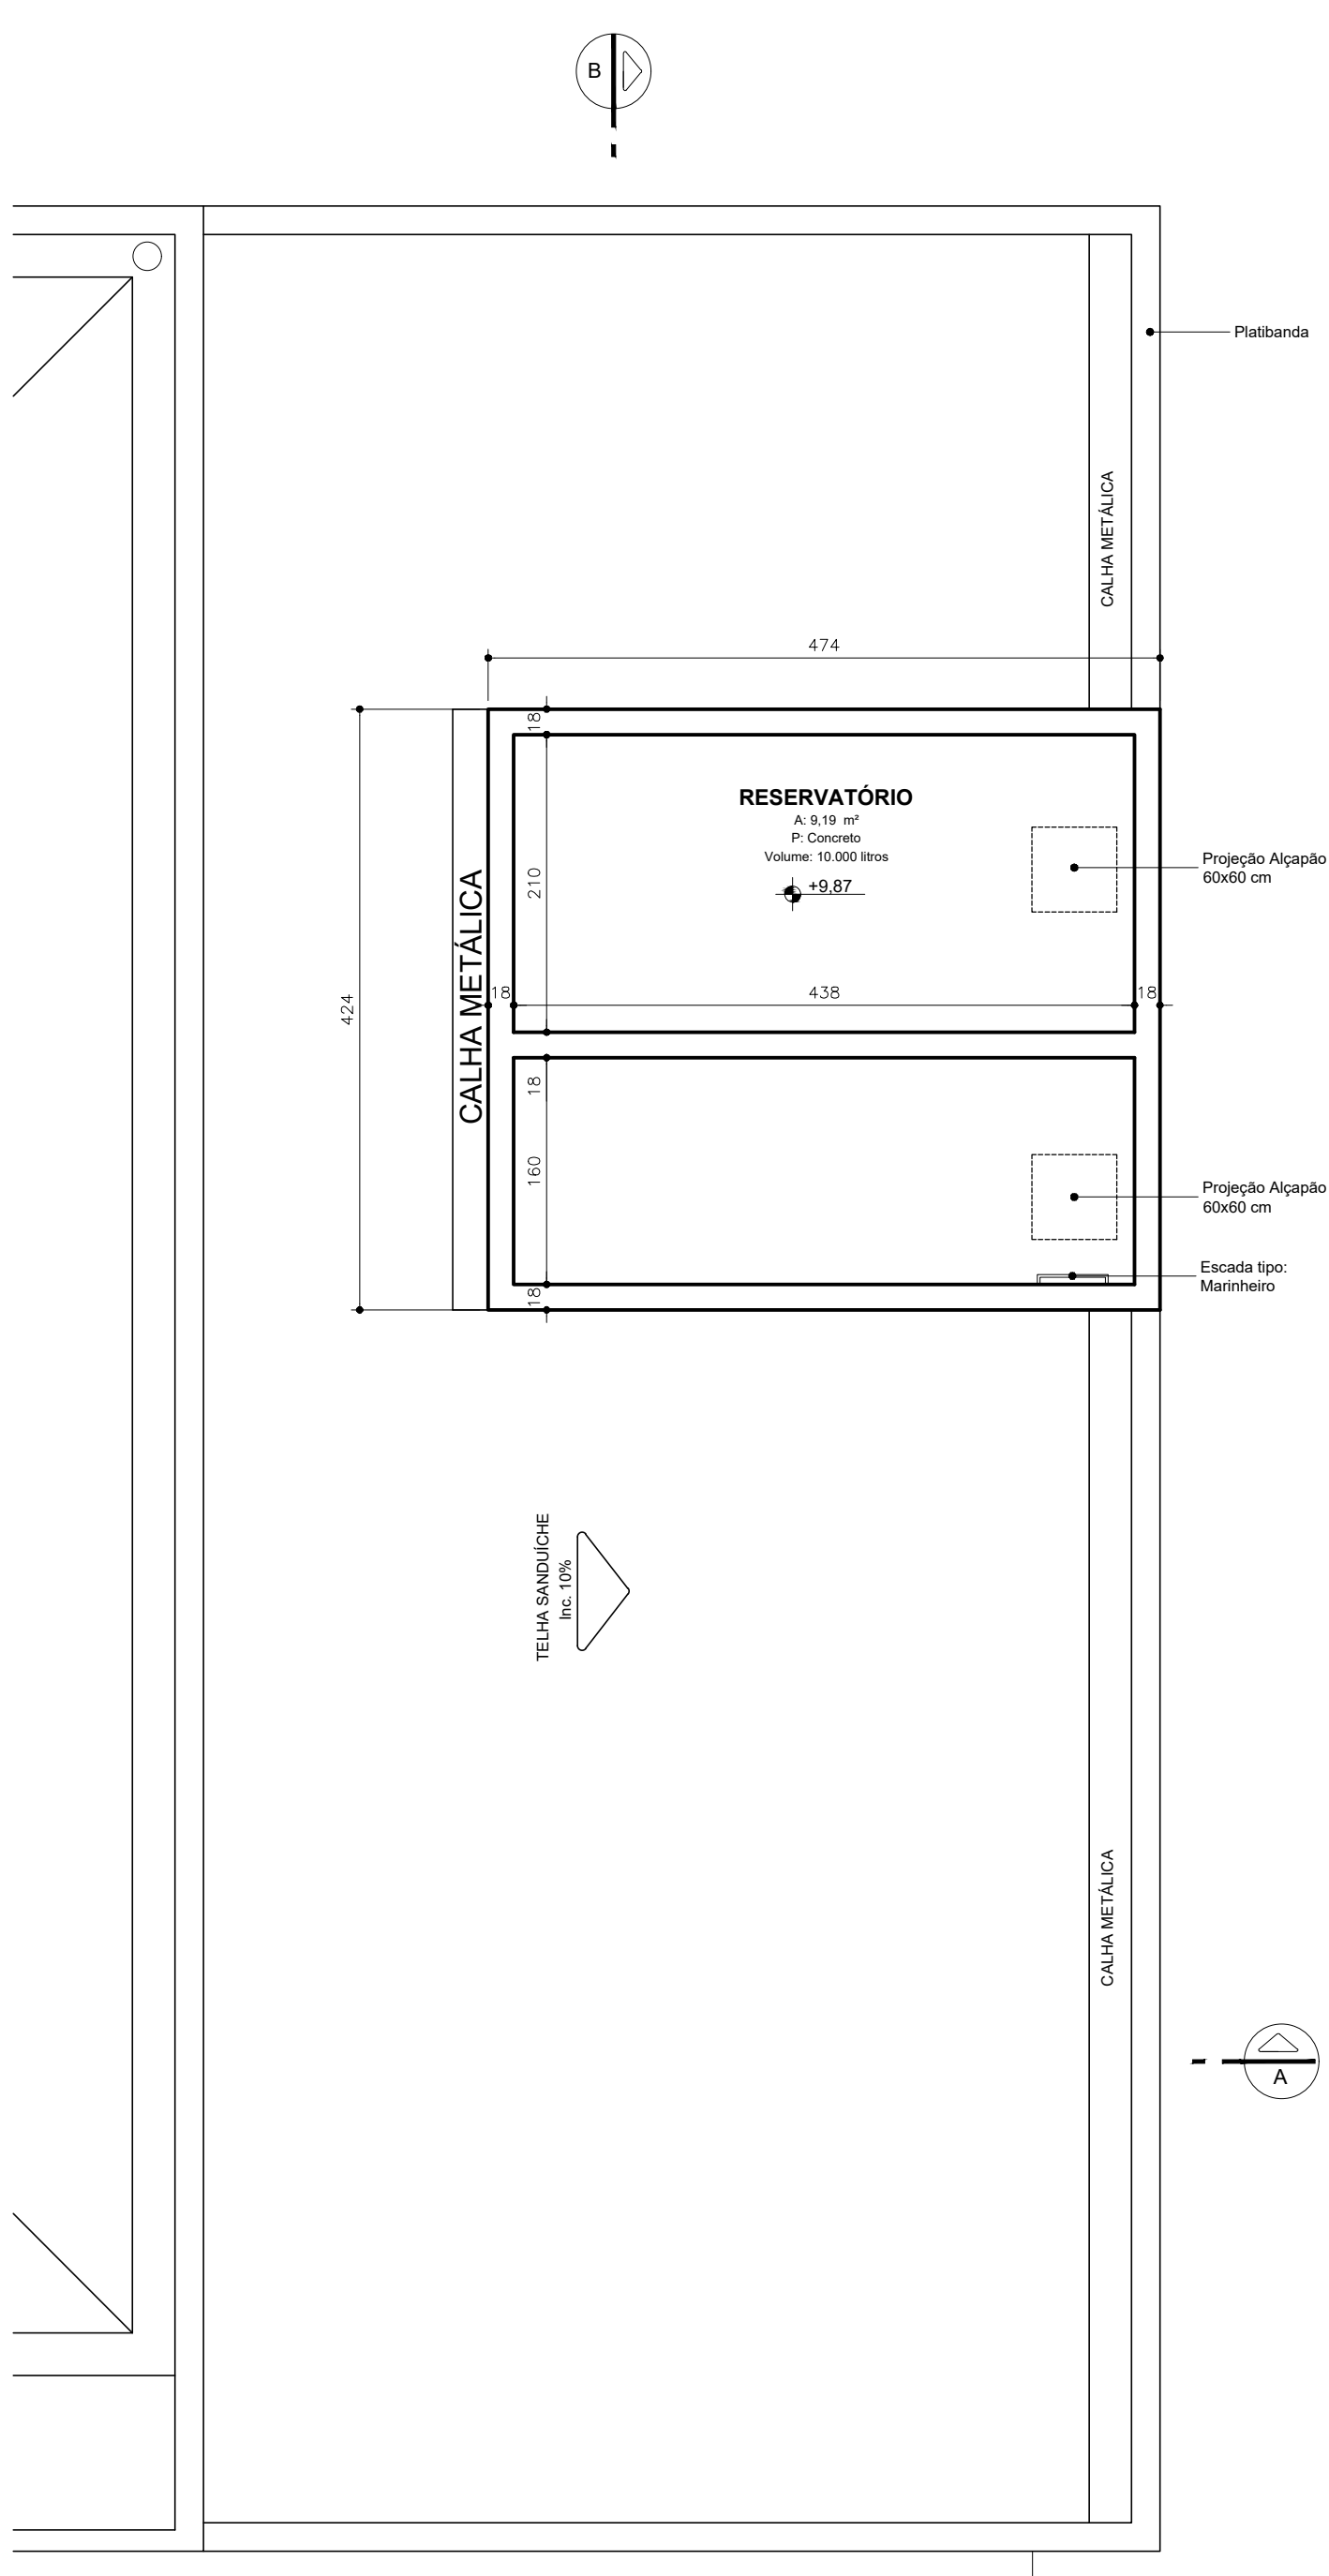 B
Platibanda
CALHA METÁLICA
474
18
RESERVATÓRIO
A: 9,19 m²
P: Concreto
Volume: 10.000 litros
+9,87
Projeção Alçapão
60x60 cm
210
CALHA METÁLICA
424
18
438
18
18
160
Projeção Alçapão
60x60 cm
Escada tipo:
Marinheiro
18
TELHA SANDUÍCHE
Inc. 10%
CALHA METÁLICA
A